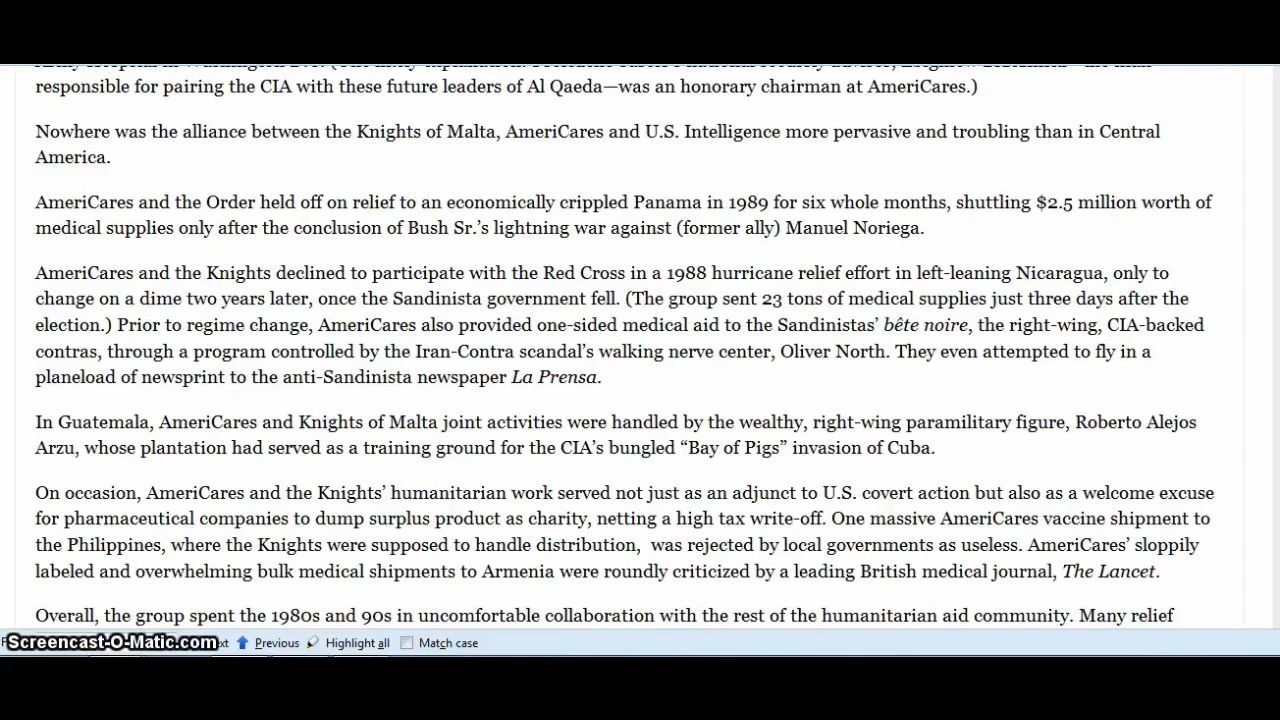 responsible for pairing the CIA with these future leaders of Al Qaeda—was an honorary chairman at AmeriCares.)
Nowhere was the alliance between the Knights of Malta, AmeriCares and U.S. Intelligence more pervasive and troubling than in Central
America.
AmeriCares and the Order held off on relief to an economically crippled Panama in 1989 for six whole months, shuttling $2.5 million worth of
medical supplies only after the conclusion of Bush Sr.’s lightning war against (former ally) Manuel Noriega.
AmeriCares and the Knights declined to participate with the Red Cross in a 1988 hurricane relief effort in left-leaning Nicaragua, only to
change on a dime two years later, once the Sandinista government fell. (The group sent 23 tons of medical supplies just three days after the
election.) Prior to regime change, AmeriCares also provided one-sided medical aid to the Sandinistas’ bête noire, the right-wing, CIA-backed
contras, through a program controlled by the Iran-Contra scandal’s walking nerve center, Oliver North. They even attempted to fly in a
planeload of newsprint to the anti-Sandinista newspaper La Prensa.
In Guatemala, AmeriCares and Knights of Malta joint activities were handled by the wealthy, right-wing paramilitary figure, Roberto Alejos
Arzu, whose plantation had served as a training ground for the CIA’s bungled “Bay of Pigs” invasion of Cuba.
On occasion, AmeriCares and the Knights’ humanitarian work served not just as an adjunct to U.S. covert action but also as a welcome excuse
for pharmaceutical companies to dump surplus product as charity, netting a high tax write-off. One massive AmeriCares vaccine shipment to
the Philippines, where the Knights were supposed to handle distribution,  was rejected by local governments as useless. AmeriCares’ sloppily
labeled and overwhelming bulk medical shipments to Armenia were roundly criticized by a leading British medical journal, The Lancet.
Overall, the group spent the 1980s and 90s in uncomfortable collaboration with the rest of the humanitarian aid community. Many relief
Screencast-O-Matic.com Previous Highlight all Match case